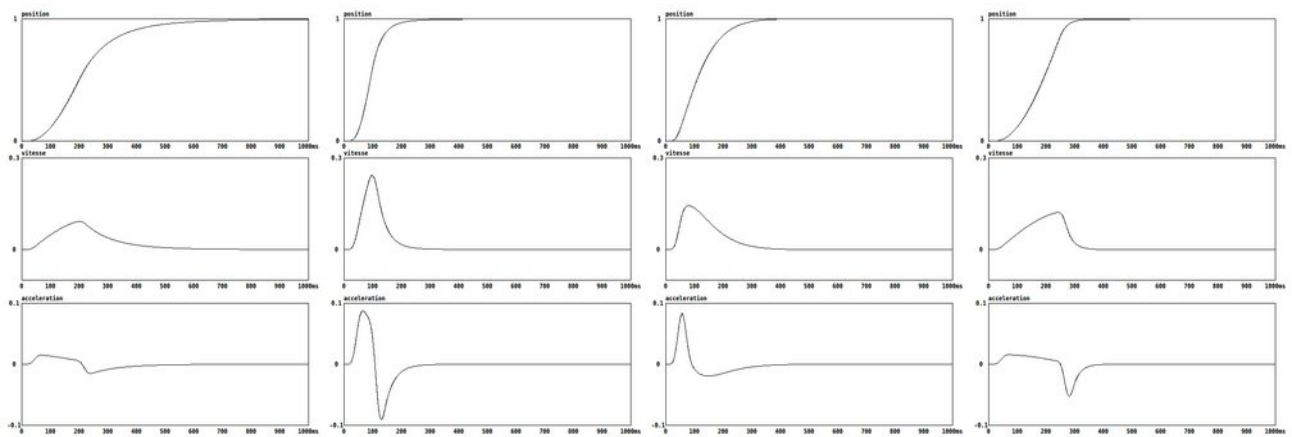 position position position position
1 1 1 1
0 0 0 0
0 100 200 300 400 500 600 700 800 900 1000ms 0 100 200 300 400 500 600 700 800 900 1000ms 0 100 200 300 400 500 600 700 800 900 1000ms 0 100 200 300 400 500 600 700 800 900 1000ms
vitesse vitesse vitesse vitesse
0.3 0.3 0.3 0.3
0 0 0 0
0 100 200 300 400 500 600 700 800 900 1000ms 0 100 200 300 400 500 600 700 800 900 1000ms 0 100 200 300 400 500 600 700 800 900 1000ms 0 100 200 300 400 500 600 700 800 900 1000ms
acceleration acceleration acceleration acceleration
0.1 0.1 0.1 0.1
0 0 0 0
-0.1 -0.1 -0.1 -0.1
0 100 200 300 400 500 600 700 800 900 1000ms 0 100 200 300 400 500 600 700 800 900 1000ms 0 100 200 300 400 500 600 700 800 900 1000ms 0 100 200 300 400 500 600 700 800 900 1000ms